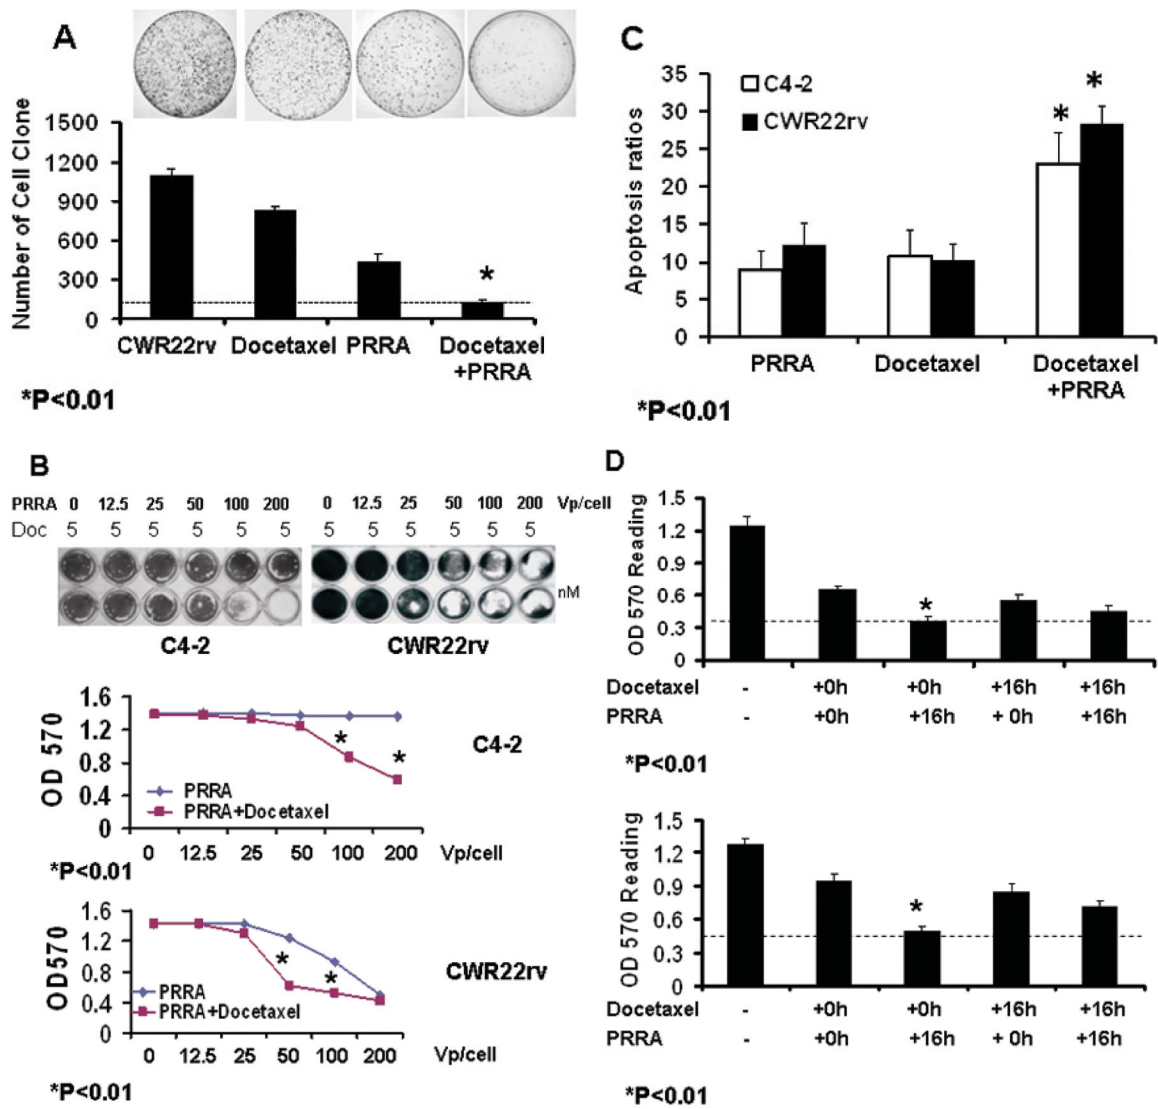 A
Number of Cell Clone
1500
1200
900
600
300
0
*
CWR22rv Docetaxel PRRA Docetaxel
+PRRA
*P<0.01
C
Apoptosis ratios
35
30
25
20
15
10
5
0
C4-2
CWR22rv
* *
PRRA Docetaxel Docetaxel
+PRRA
*P<0.01
B
PRRA 0 12.5 25 50 100 200 0 12.5 25 50 100 200 Vp/cell
Doc 5 5 5 5 5 5 5 5 5 5 5 5
nM
C4-2 CWR22rv
OD 570
1.6
1.2
0.8
0.4
0
* *
C4-2
PRRA
PRRA+Docetaxel
0 12.5 25 50 100 200 Vp/cell
*P<0.01
OD570
1.6
1.2
0.8
0.4
0
* *
CWR22rv
PRRA
PRRA+Docetaxel
0 12.5 25 50 100 200 Vp/cell
*P<0.01
D
OD 570 Reading
1.5
1.2
0.9
0.6
0.3
0
*
Docetaxel - +0h +0h +16h +16h
PRRA - +0h +16h + 0h +16h
*P<0.01
OD 570 Reading
1.5
1.2
0.9
0.6
0.3
0
*
Docetaxel - +0h +0h +16h +16h
PRRA - +0h +16h + 0h +16h
*P<0.01